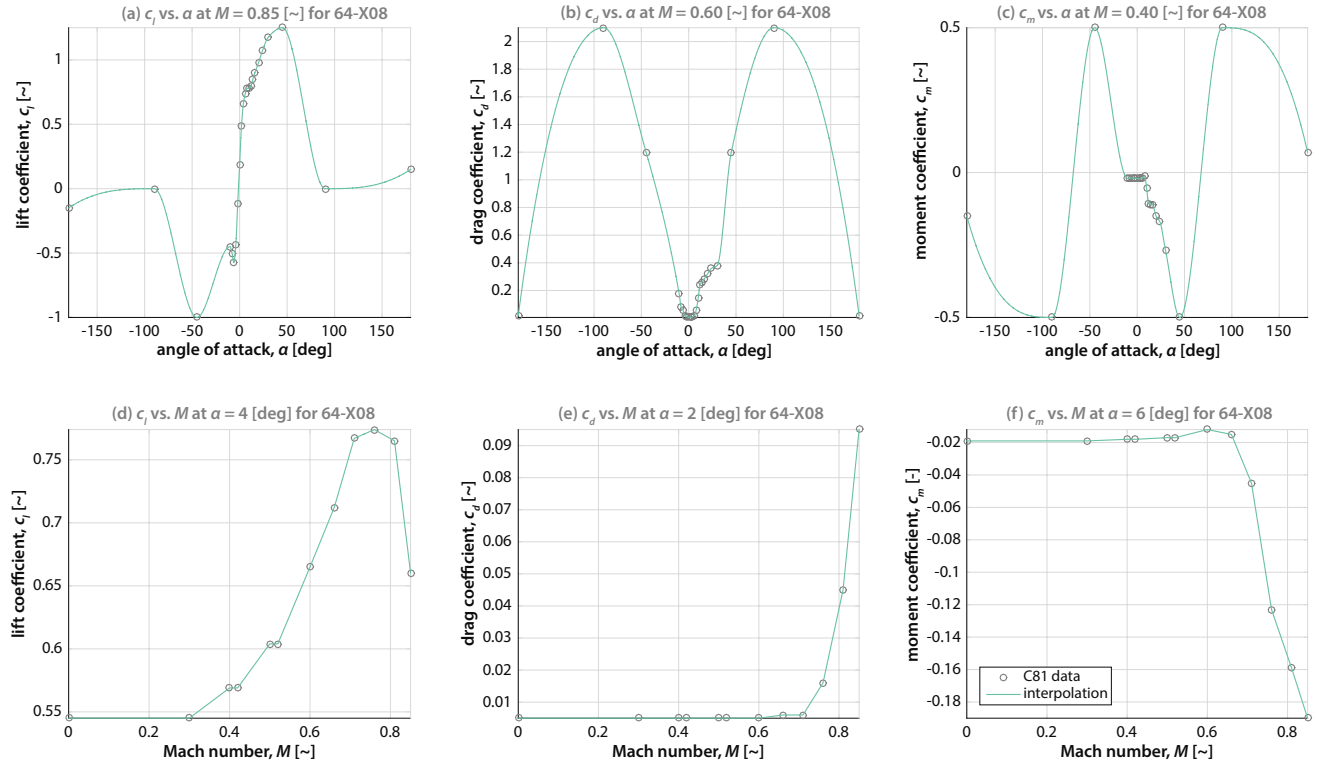 (a) c_l vs. α at M = 0.85 [~] for 64-X08
lift coefficient, c_l [~]
1
0.5
0
-0.5
-1
-150 -100 -50 0 50 100 150
angle of attack, α [deg]
(b) c_d vs. α at M = 0.60 [~] for 64-X08
drag coefficient, c_d [~]
2
1.8
1.6
1.4
1.2
1
0.8
0.6
0.4
0.2
-150 -100 -50 0 50 100 150
angle of attack, α [deg]
(c) c_m vs. α at M = 0.40 [~] for 64-X08
moment coefficient, c_m [~]
0.5
0
-0.5
-150 -100 -50 0 50 100 150
angle of attack, α [deg]
(d) c_l vs. M at α = 4 [deg] for 64-X08
lift coefficient, c_l [~]
0.75
0.7
0.65
0.6
0.55
0 0.2 0.4 0.6 0.8
Mach number, M [~]
(e) c_d vs. M at α = 2 [deg] for 64-X08
drag coefficient, c_d [~]
0.09
0.08
0.07
0.06
0.05
0.04
0.03
0.02
0.01
0 0.2 0.4 0.6 0.8
Mach number, M [~]
(f) c_m vs. M at α = 6 [deg] for 64-X08
moment coefficient, c_m [-]
-0.02
-0.04
-0.06
-0.08
-0.1
-0.12
-0.14
-0.16
-0.18
C81 data
interpolation
0 0.2 0.4 0.6 0.8
Mach number, M [~]